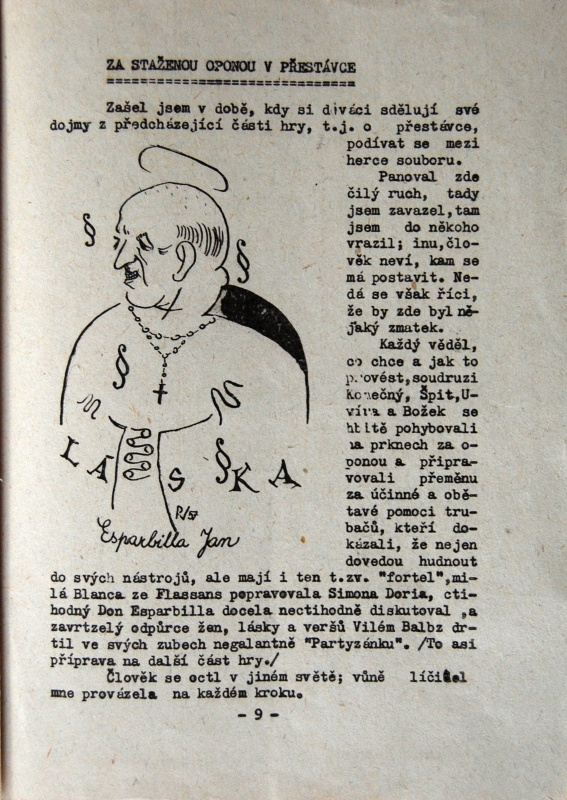 ZA STAŽENOU OPONOU V PŘESTÁVCE
Zašel jsem v době, kdy si diváci sdělují své
dojmy z předcházející části hry, t.j. o přestávce,
podívat se mezi
herce souboru.
Panoval zde
čilý ruch, tady
jsem zavazel,tam
jsem do někoho
vrazil; inu,člo-
věk neví, kam se
má postavit. Ne-
dá se však říci,
že by zde byl ně-
jaký zmatek.
Každý věděl,
co chce a jak to
provést,soudruzi
Konečný, Špit,U-
víra a Božek se
hbitě pohybovali
na prknech za o-
ponou a připra-
vovali přeměnu
za účinné a obě-
tavé pomoci tru-
bačů, kteří do-
kázali, že nejen
dovedou hudnout
do svých nástrojů, ale mají i ten t.zv. "fortel",mi-
lá Blanca ze Flassans popravovala Simona Doria, cti-
hodný Don Esparbilla docela nectihodně diskutoval ,a
zavrtzelý odpůrce žen, lásky a veršů Vilém Balbz dr-
til ve svých zubech negalantně "Partyzánku". /To asi
příprava na další část hry./
Člověk se octl v jiném světě; vůně líčidel
mne provázela na každém kroku.
- 9 -
§
§
§
LÁS§KA
R/57
Esparbilla Jan